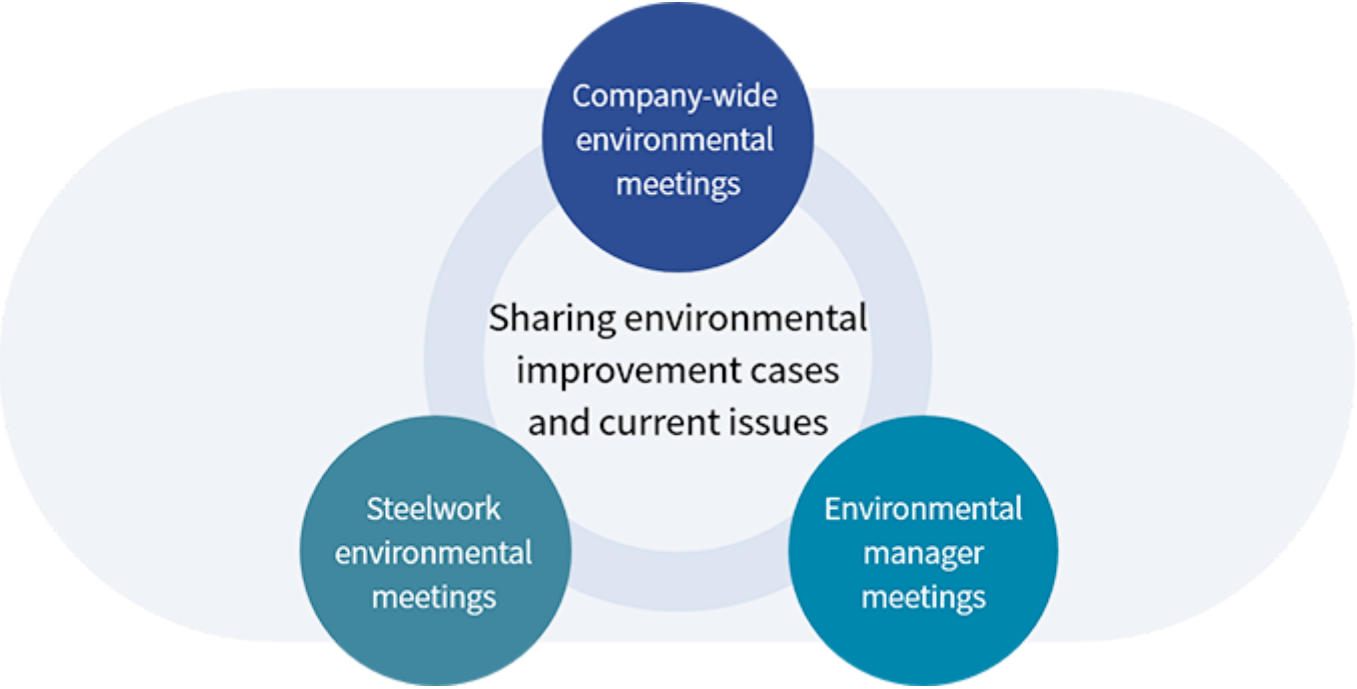 Company-wide
environmental
meetings
Sharing environmental
improvement cases
and current issues
Steelwork
environmental
meetings
Environmental
manager
meetings